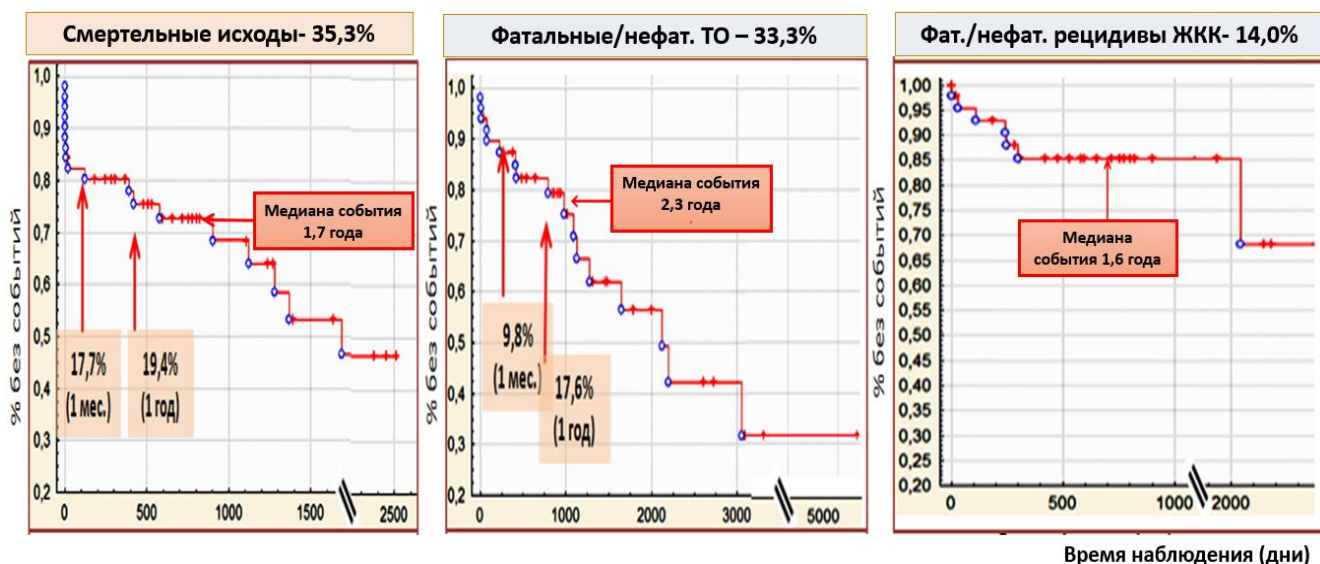 Смертельные исходы- 35,3%
% без событий
1,0
0,9
0,8
0,7
0,6
0,5
0,4
0,3
0,2
Медиана события
1,7 года
17,7%
(1 мес.)
19,4%
(1 год)
0 500 1000 1500 2500
Фатальные/нефат. ТО – 33,3%
% без событий
1,0
0,9
0,8
0,7
0,6
0,5
0,4
0,3
0,2
Медиана события
2,3 года
9,8%
(1 мес.)
17,6%
(1 год)
0 1000 2000 3000 5000
Фат./нефат. рецидивы ЖКК- 14,0%
% без событий
1,00
0,95
0,90
0,85
0,80
0,75
0,70
0,65
0,60
0,55
0,50
0,45
0,40
0,35
0,30
0,25
0,20
Медиана
события 1,6 года
0 500 1000 2000
Время наблюдения (дни)